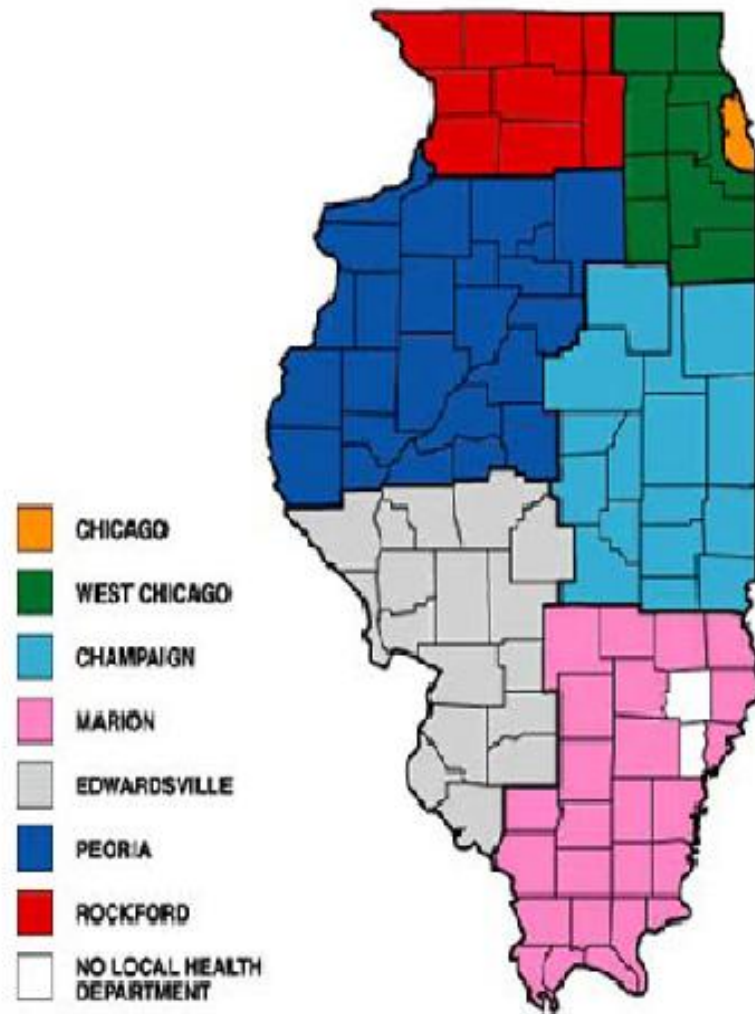 CHICAGO
WEST CHICAGO
CHAMPAIGN
MARION
EDWARDSVILLE
PEORIA
ROCKFORD
NO LOCAL HEALTH
DEPARTMENT